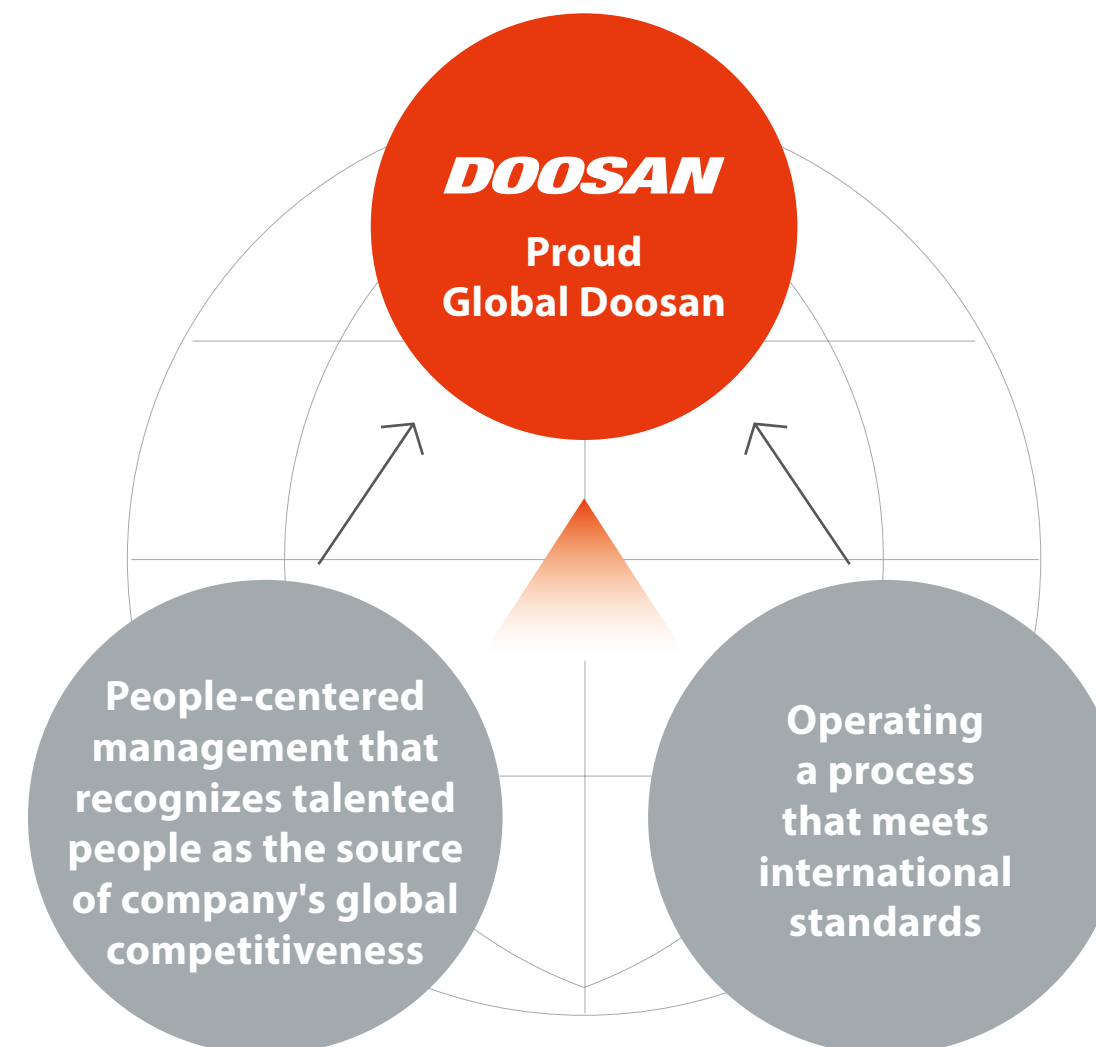 DOOSAN
Proud
Global Doosan
People-centered
management that
recognizes talented
people as the source
of company's global
competitiveness
Operating
a process
that meets
international
standards